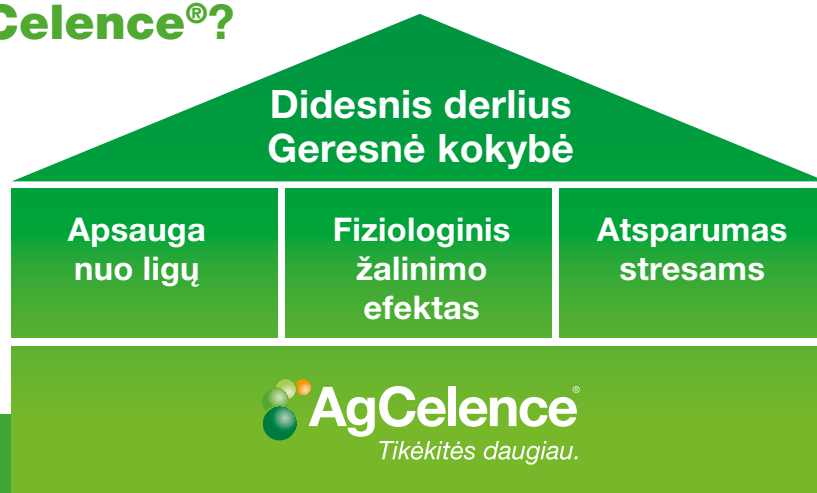 Celence®?
Didesnis derlius
Geresnė kokybė
Apsauga
nuo ligų
Fiziologinis
žalinimo
efektas
Atsparumas
stresams
AgCelence®
Tikėkitės daugiau.